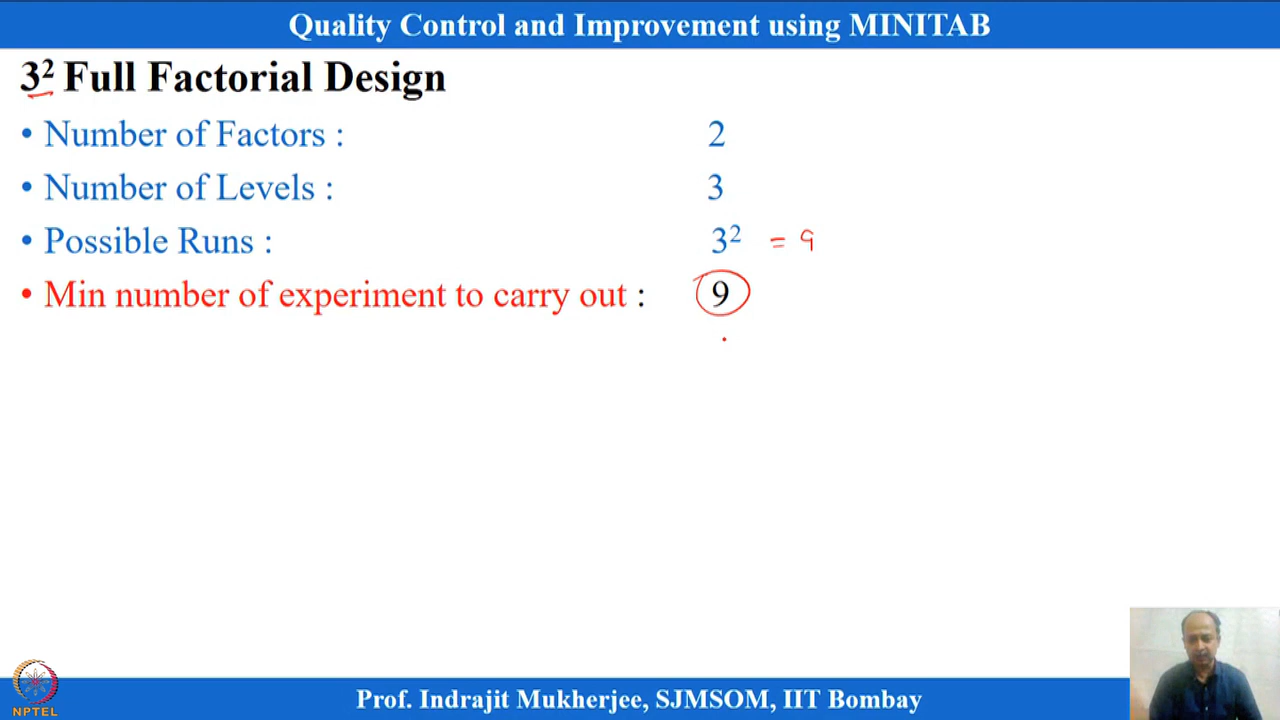 Quality Control and Improvement using MINITAB
3² Full Factorial Design
• Number of Factors : 2
• Number of Levels : 3
• Possible Runs : 3² = 9
• Min number of experiment to carry out : 9
NPTEL
Prof. Indrajit Mukherjee, SJMSOM, IIT Bombay